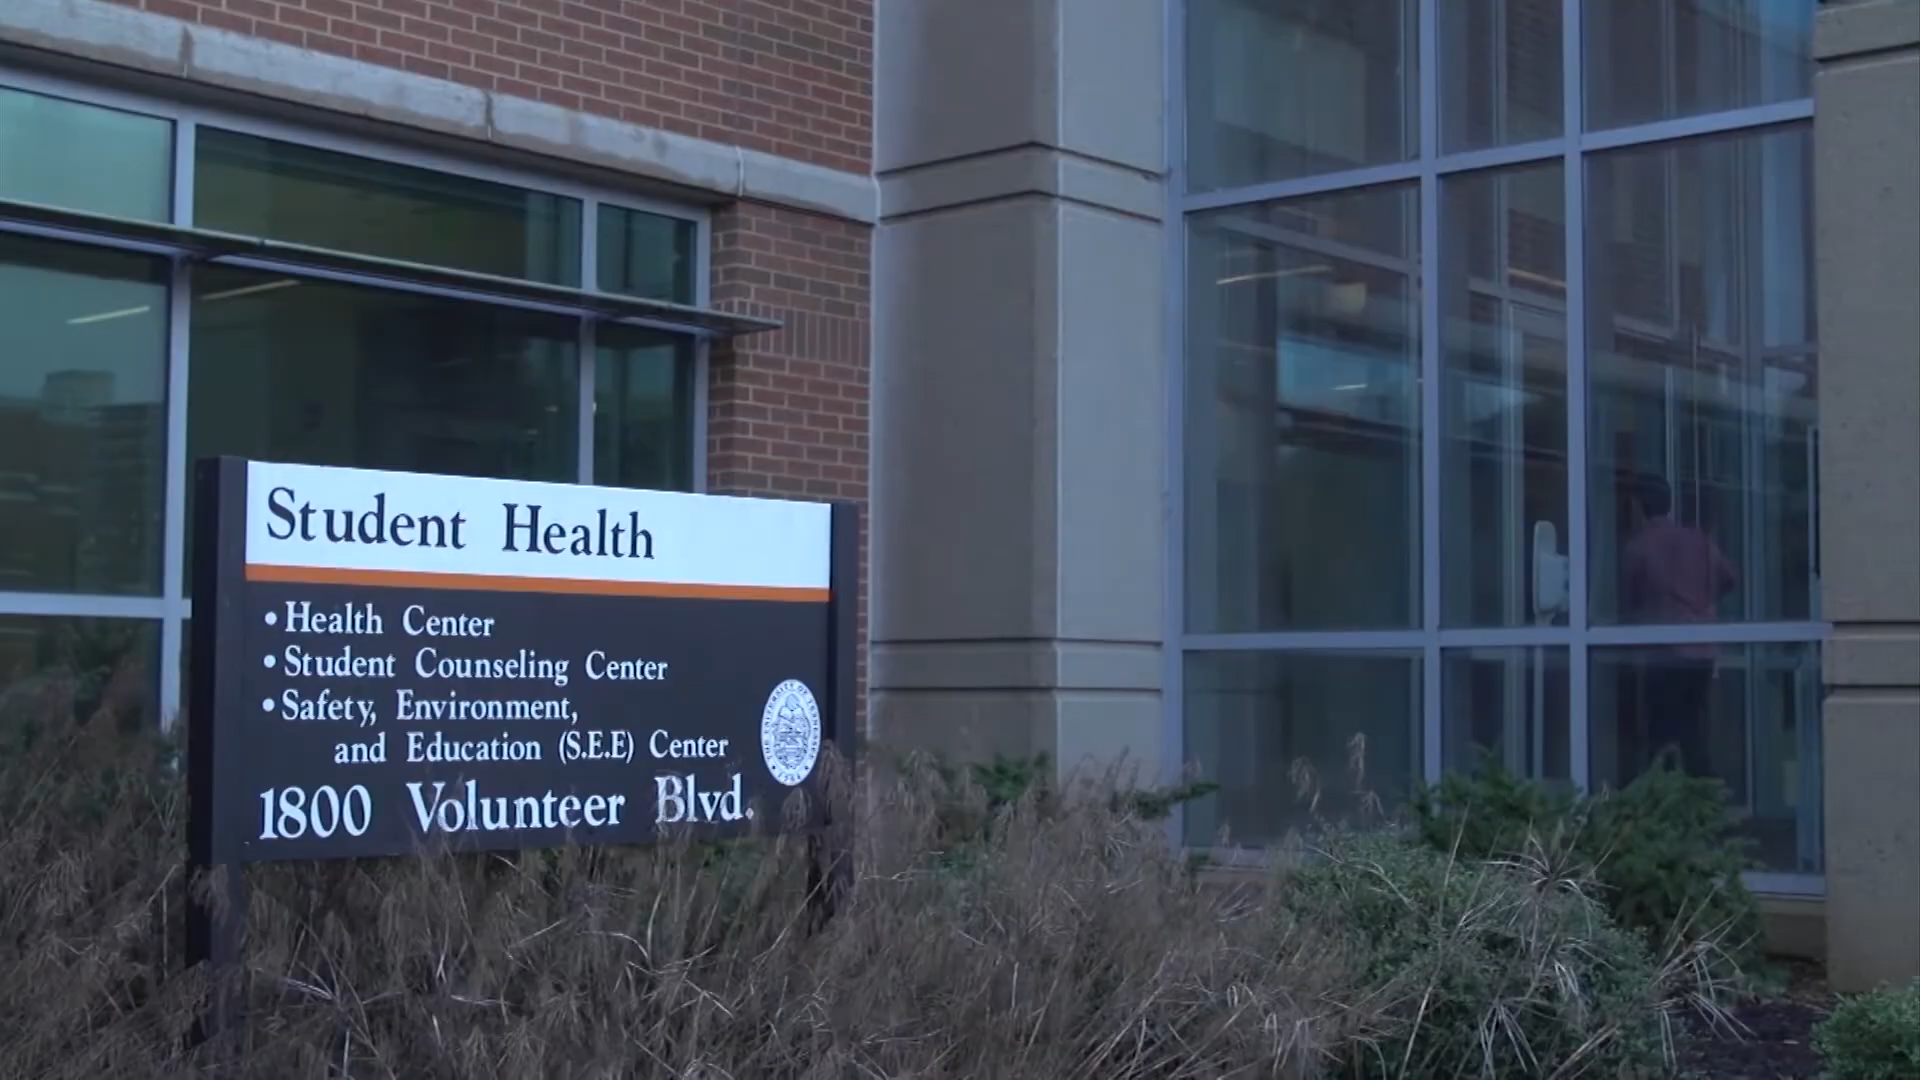 Student Health
• Health Center
• Student Counseling Center
• Safety, Environment,
and Education (S.E.E) Center
1800 Volunteer Blvd.